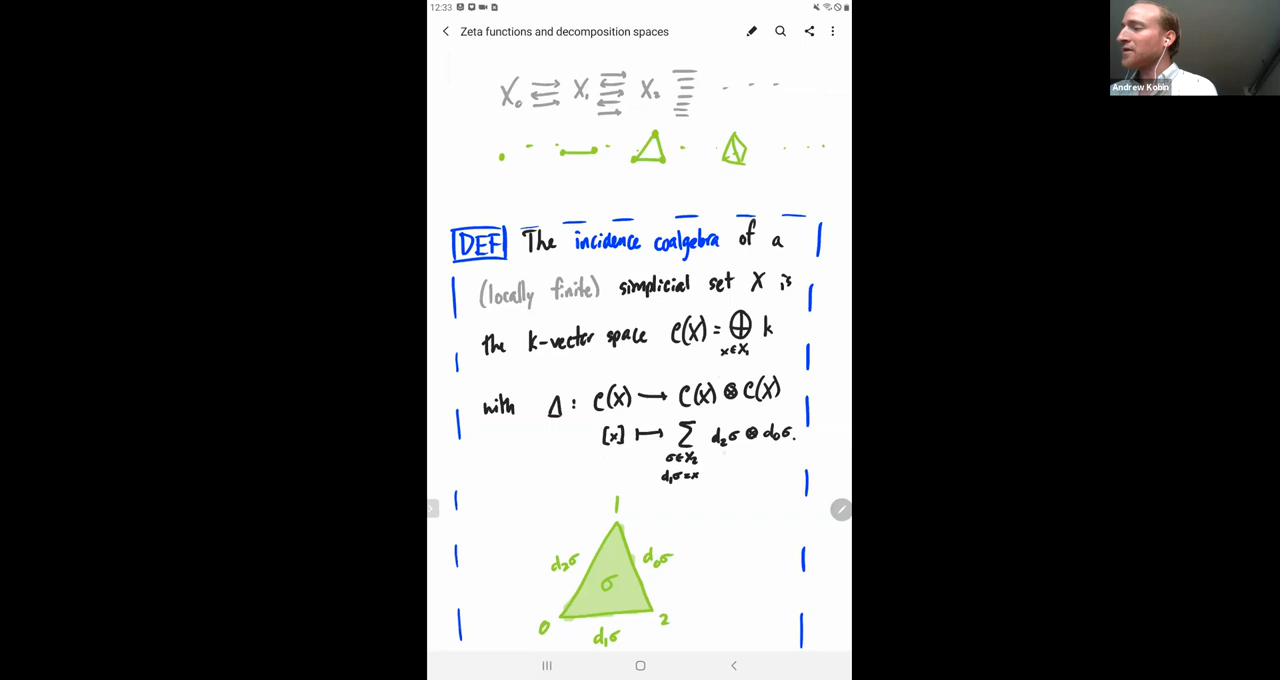 12:33
Zeta functions and decomposition spaces
Andrew Kobin
X₀ ⇄ X₁ X₂ - - -
DEF The incidence coalgebra of a
(locally finite) simplicial set X is
the k-vector space C(X) = ⊕ k
x∈X₁
with Δ : C(X) ⟶ C(X) ⊗ C(X)
[x] ⟼ Σ d₂σ ⊗ d₀σ.
σ∈X₂
d₁σ=x
1
d₂σ d₀σ
σ
0 2
d₁σ